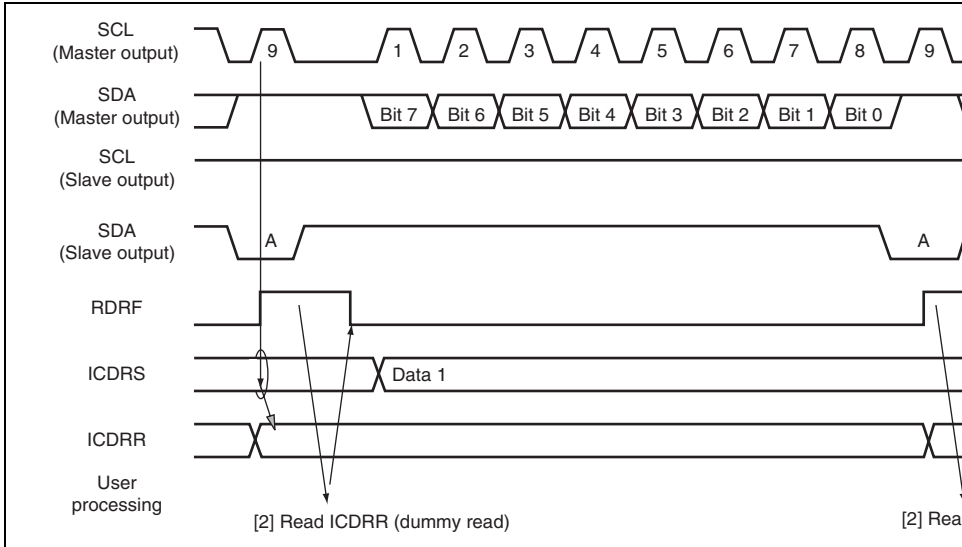 SCL
(Master output)
9 1 2 3 4 5 6 7 8 9
SDA
(Master output)
Bit 7 Bit 6 Bit 5 Bit 4 Bit 3 Bit 2 Bit 1 Bit 0
SCL
(Slave output)
SDA
(Slave output)
A A
RDRF
ICDRS
Data 1
ICDRR
User
processing
[2] Read ICDRR (dummy read) [2] Rea